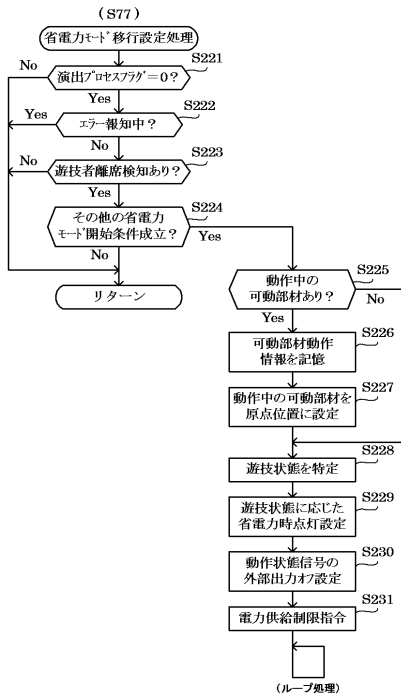 (S77)
省電力ﾓｰﾄﾞ移行設定処理
S221
演出ﾌﾟﾛｾｽﾌﾗｸﾞ=0?
No
Yes
S222
ｴﾗｰ報知中?
Yes
No
S223
遊技者離席検知あり?
No
Yes
S224
その他の省電力
ﾓｰﾄﾞ開始条件成立?
Yes
No
リターン
S225
動作中の
可動部材あり?
No
Yes
S226
可動部材動作
情報を記憶
S227
動作中の可動部材を
原点位置に設定
S228
遊技状態を特定
S229
遊技状態に応じた
省電力時点灯設定
S230
動作状態信号の
外部出力ｵﾌ設定
S231
電力供給制限指令
(ループ処理)